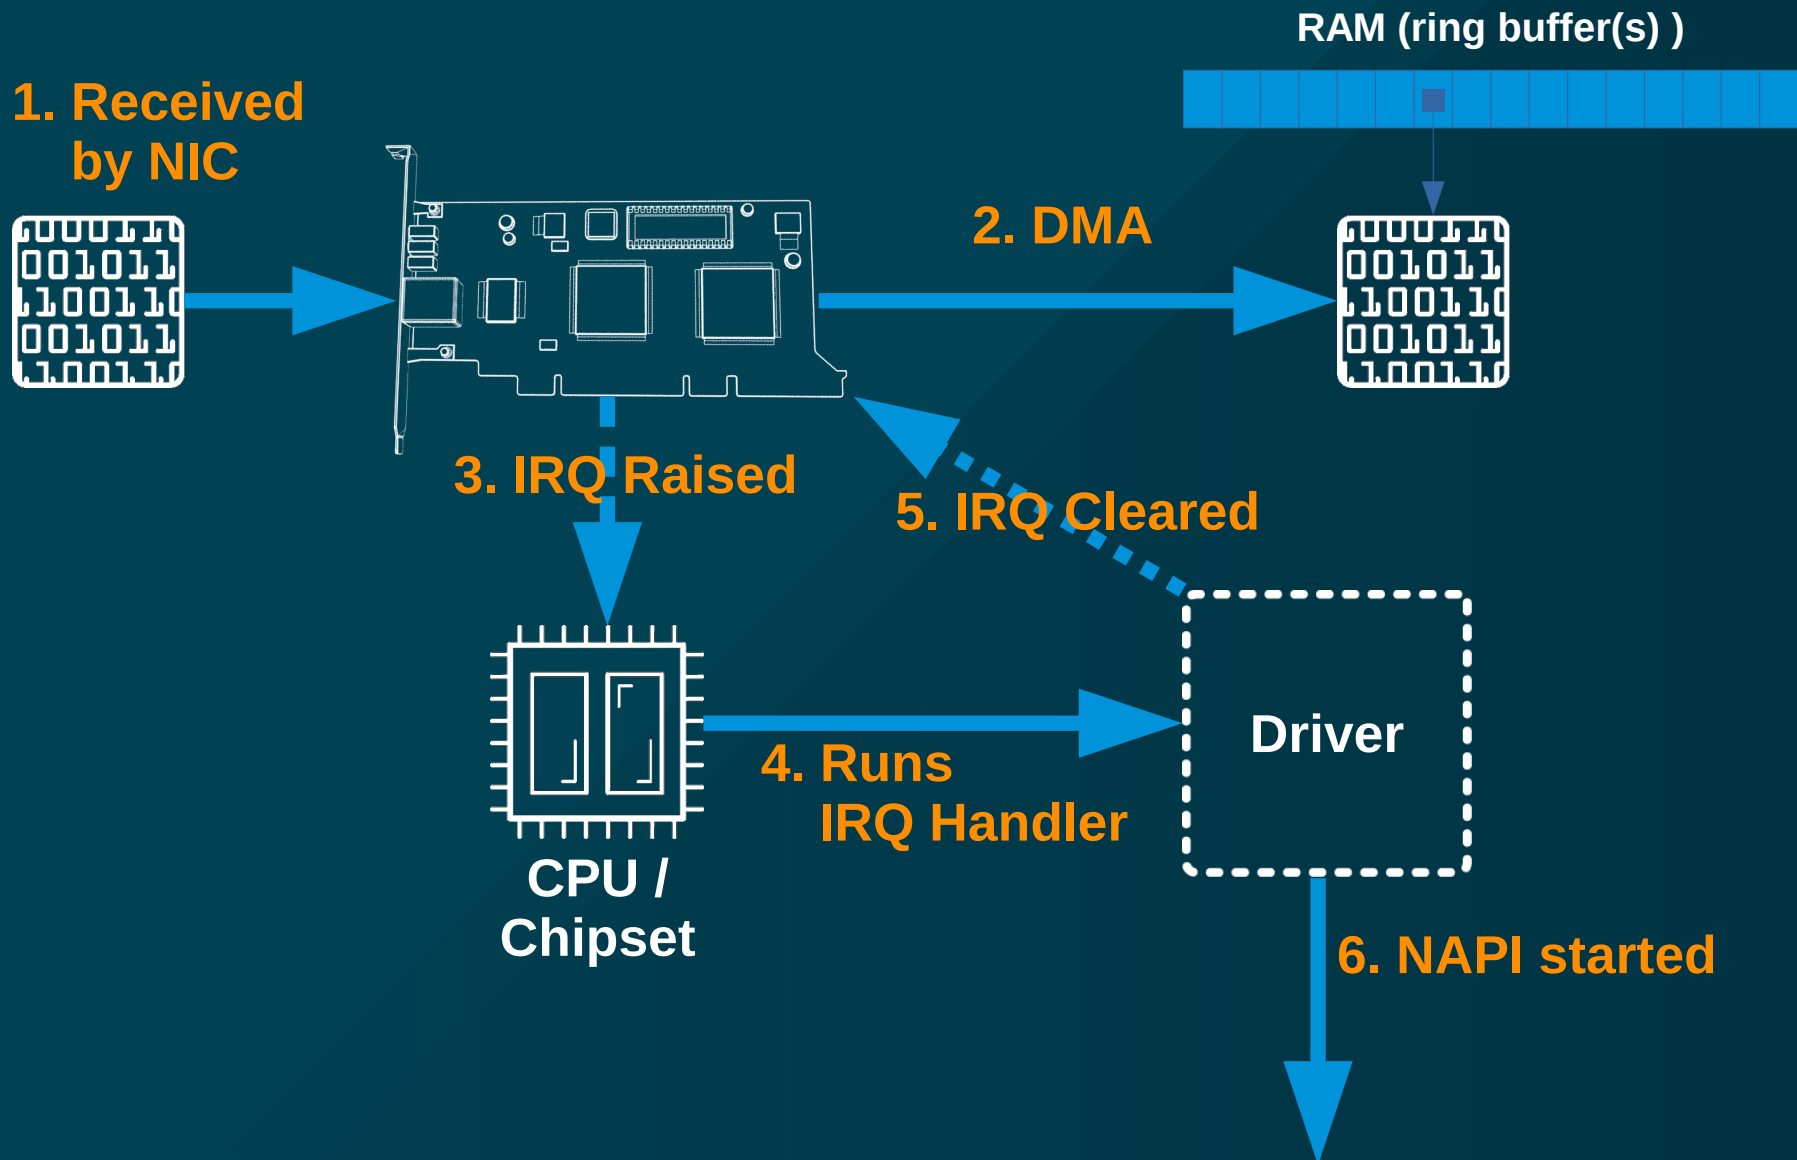 RAM (ring buffer(s) )
1. Received
by NIC
2. DMA
3. IRQ Raised
5. IRQ Cleared
Driver
4. Runs
IRQ Handler
CPU /
Chipset
6. NAPI started